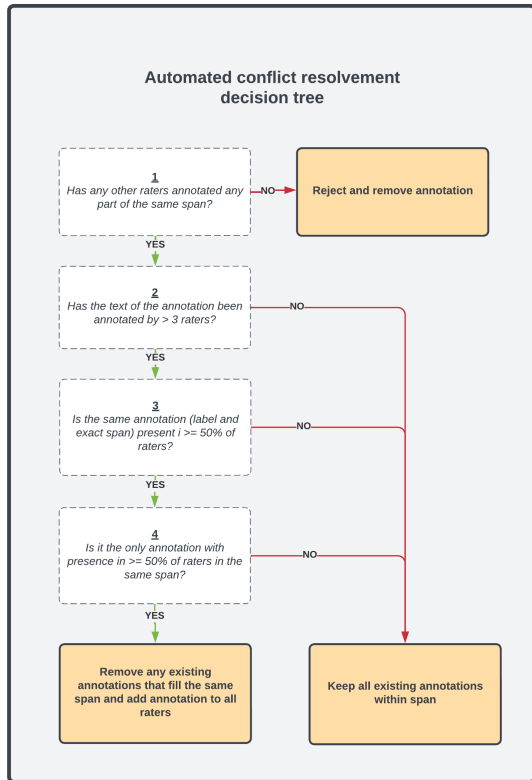 Automated conflict resolvement
decision tree
1
Has any other raters annotated any
part of the same span?
NO
Reject and remove annotation
YES
2
Has the text of the annotation been
annotated by > 3 raters?
NO
YES
3
Is the same annotation (label and
exact span) present i >= 50% of
raters?
NO
YES
4
Is it the only annotation with
presence in >= 50% of raters in the
same span?
NO
YES
Remove any existing
annotations that fill the same
span and add annotation to all
raters
Keep all existing annotations
within span